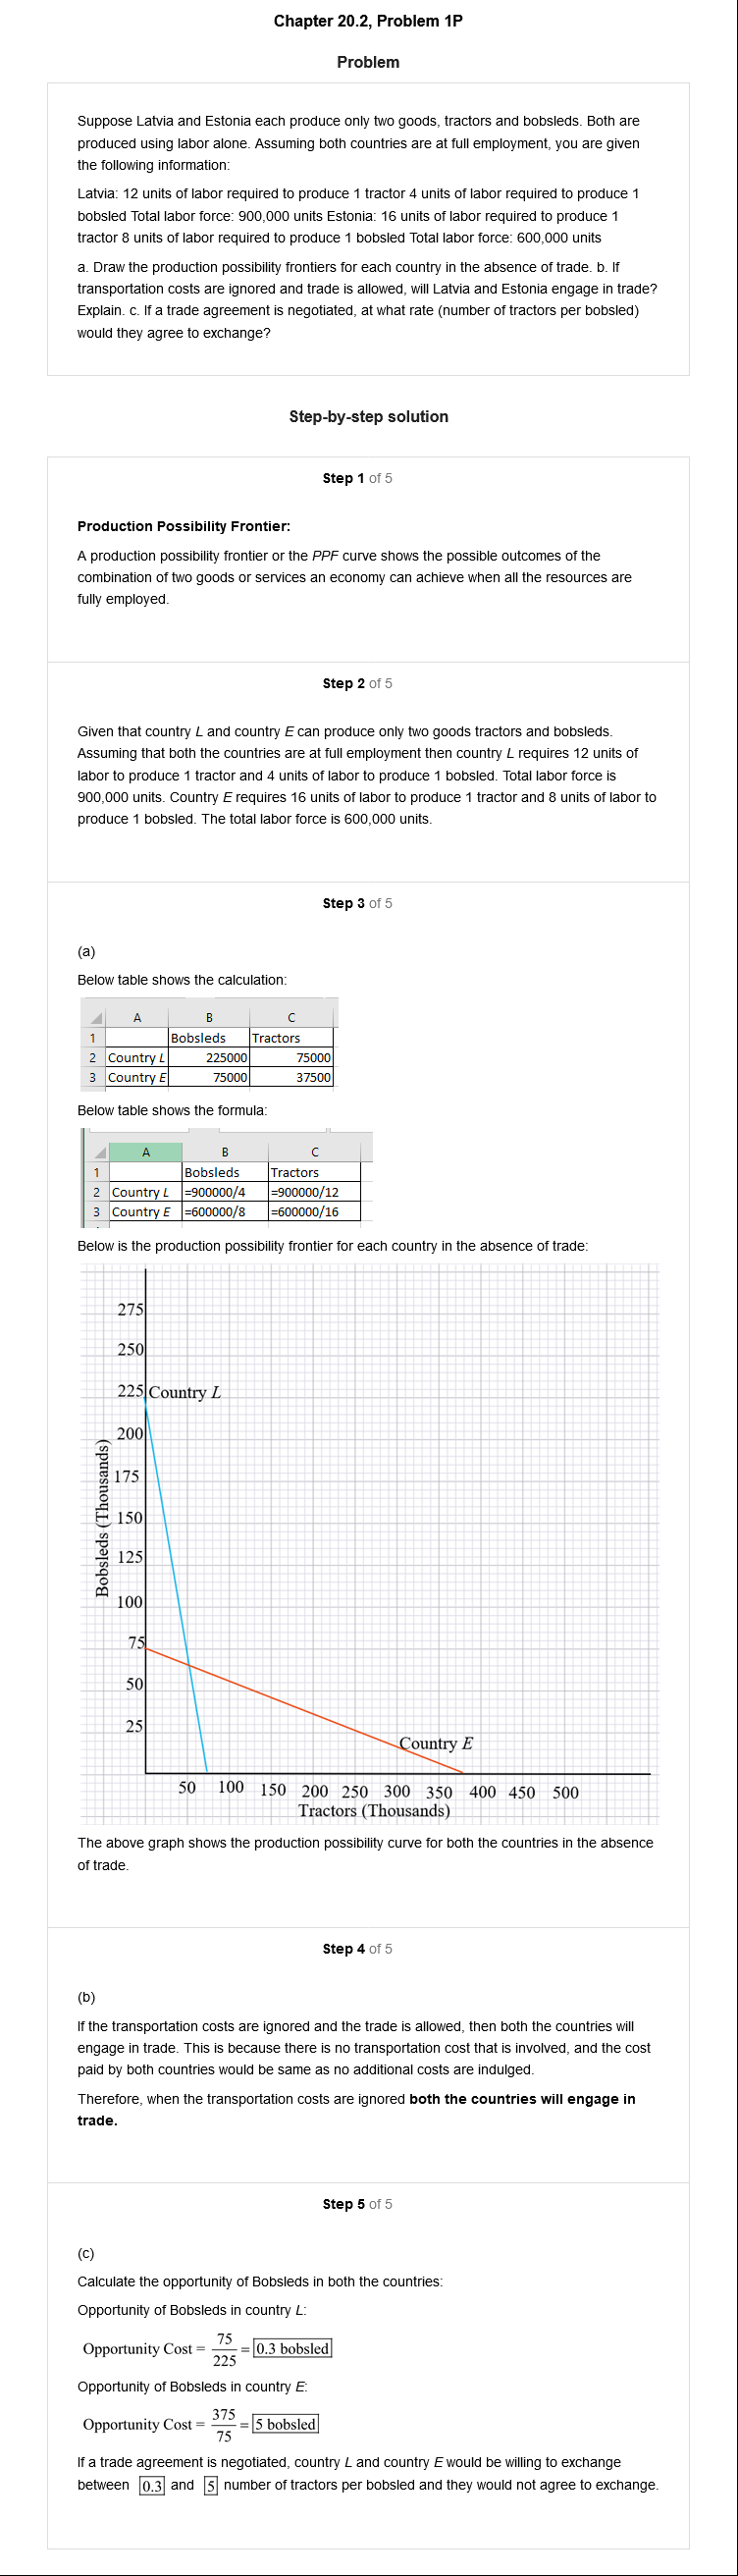 Chapter 20.2, Problem 1P
Problem
Suppose Latvia and Estonia each produce only two goods, tractors and bobsleds. Both are
produced using labor alone. Assuming both countries are at full employment, you are given
the following information:
Latvia: 12 units of labor required to produce 1 tractor 4 units of labor required to produce 1
bobsled Total labor force: 900,000 units Estonia: 16 units of labor required to produce 1
tractor 8 units of labor required to produce 1 bobsled Total labor force: 600,000 units
a. Draw the production possibility frontiers for each country in the absence of trade. b. If
transportation costs are ignored and trade is allowed, will Latvia and Estonia engage in trade?
Explain. c. If a trade agreement is negotiated, at what rate (number of tractors per bobsled)
would they agree to exchange?
Step-by-step solution
Step 1 of 5
Production Possibility Frontier:
A production possibility frontier or the PPF curve shows the possible outcomes of the
combination of two goods or services an economy can achieve when all the resources are
fully employed.
Step 2 of 5
Given that country L and country E can produce only two goods tractors and bobsleds.
Assuming that both the countries are at full employment then country L requires 12 units of
labor to produce 1 tractor and 4 units of labor to produce 1 bobsled. Total labor force is
900,000 units. Country E requires 16 units of labor to produce 1 tractor and 8 units of labor to
produce 1 bobsled. The total labor force is 600,000 units.
Step 3 of 5
(a)
Below table shows the calculation:
A B C
1 Bobsleds Tractors
2 Country L 225000 75000
3 Country E 75000 37500
Below table shows the formula:
A B C
1 Bobsleds Tractors
2 Country L =900000/4 =900000/12
3 Country E =600000/8 =600000/16
Below is the production possibility frontier for each country in the absence of trade:
275
250
225 Country L
200
175
150
125
100
75
50
25
Bobsleds (Thousands)
Country E
50 100 150 200 250 300 350 400 450 500
Tractors (Thousands)
The above graph shows the production possibility curve for both the countries in the absence
of trade.
Step 4 of 5
(b)
If the transportation costs are ignored and the trade is allowed, then both the countries will
engage in trade. This is because there is no transportation cost that is involved, and the cost
paid by both countries would be same as no additional costs are indulged.
Therefore, when the transportation costs are ignored both the countries will engage in
trade.
Step 5 of 5
(c)
Calculate the opportunity of Bobsleds in both the countries:
Opportunity of Bobsleds in country L:
Opportunity Cost = 75/225 = 0.3 bobsled
Opportunity of Bobsleds in country E:
Opportunity Cost = 375/75 = 5 bobsled
If a trade agreement is negotiated, country L and country E would be willing to exchange
between 0.3 and 5 number of tractors per bobsled and they would not agree to exchange.